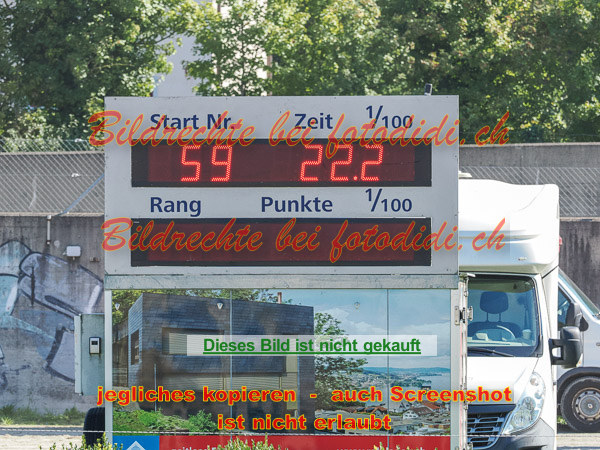 Start Nr. Zeit 1/100
Bildrechte bei fotodidi.ch
59 22.2
Rang Punkte 1/100
Bildrechte bei fotodidi.ch
Dieses Bild ist nicht gekauft
jegliches kopieren - auch Screenshot
ist nicht erlaubt